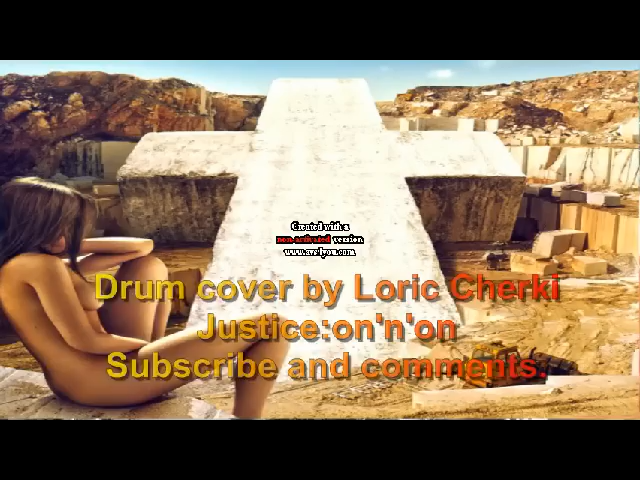 Created with a
non-activated version
www.avs4you.com
Drum cover by Loric Cherki
Justice:on'n'on
Subscribe and comments.